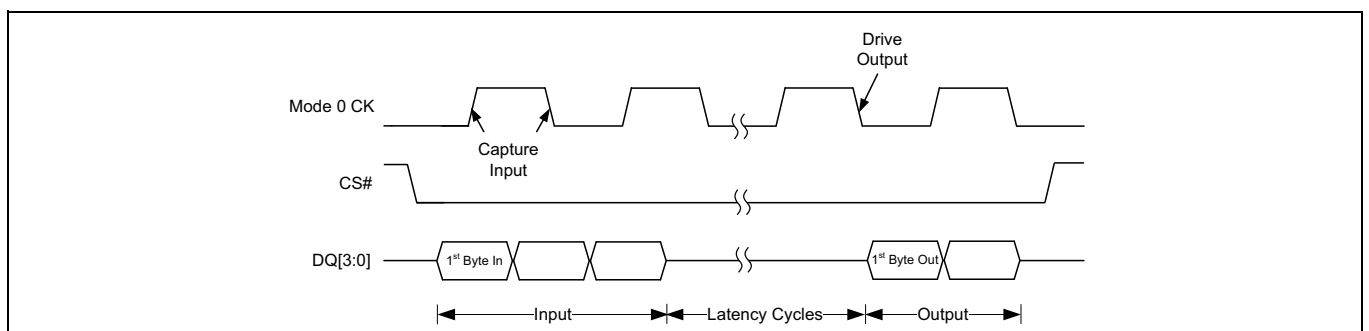 Drive
Output
Mode 0 CK
Capture
Input
CS#
DQ[3:0]
1st Byte In
1st Byte Out
Input
Latency Cycles
Output